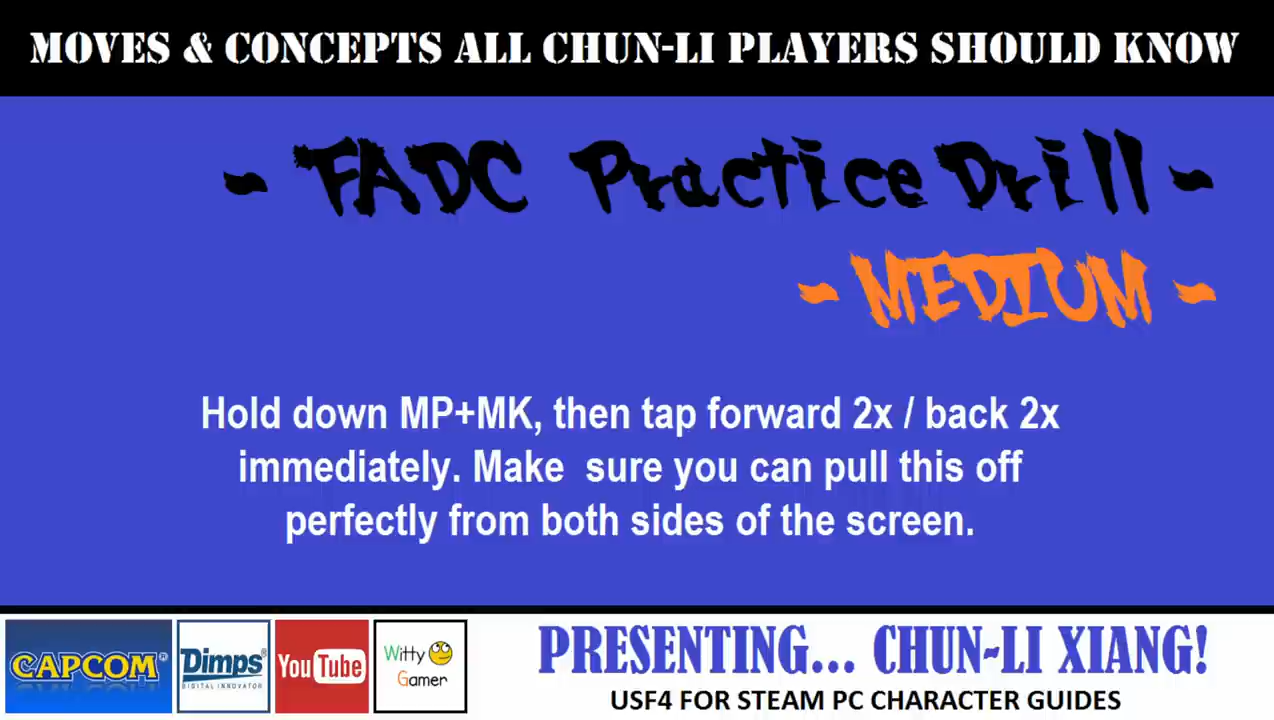 MOVES & CONCEPTS ALL CHUN-LI PLAYERS SHOULD KNOW
- FADC Practice Drill -
- MEDIUM -
Hold down MP+MK, then tap forward 2x / back 2x
immediately. Make sure you can pull this off
perfectly from both sides of the screen.
CAPCOM®
Dimps®
DIGITAL INNOVATOR
YouTube
Witty
Gamer
PRESENTING... CHUN-LI XIANG!
USF4 FOR STEAM PC CHARACTER GUIDES